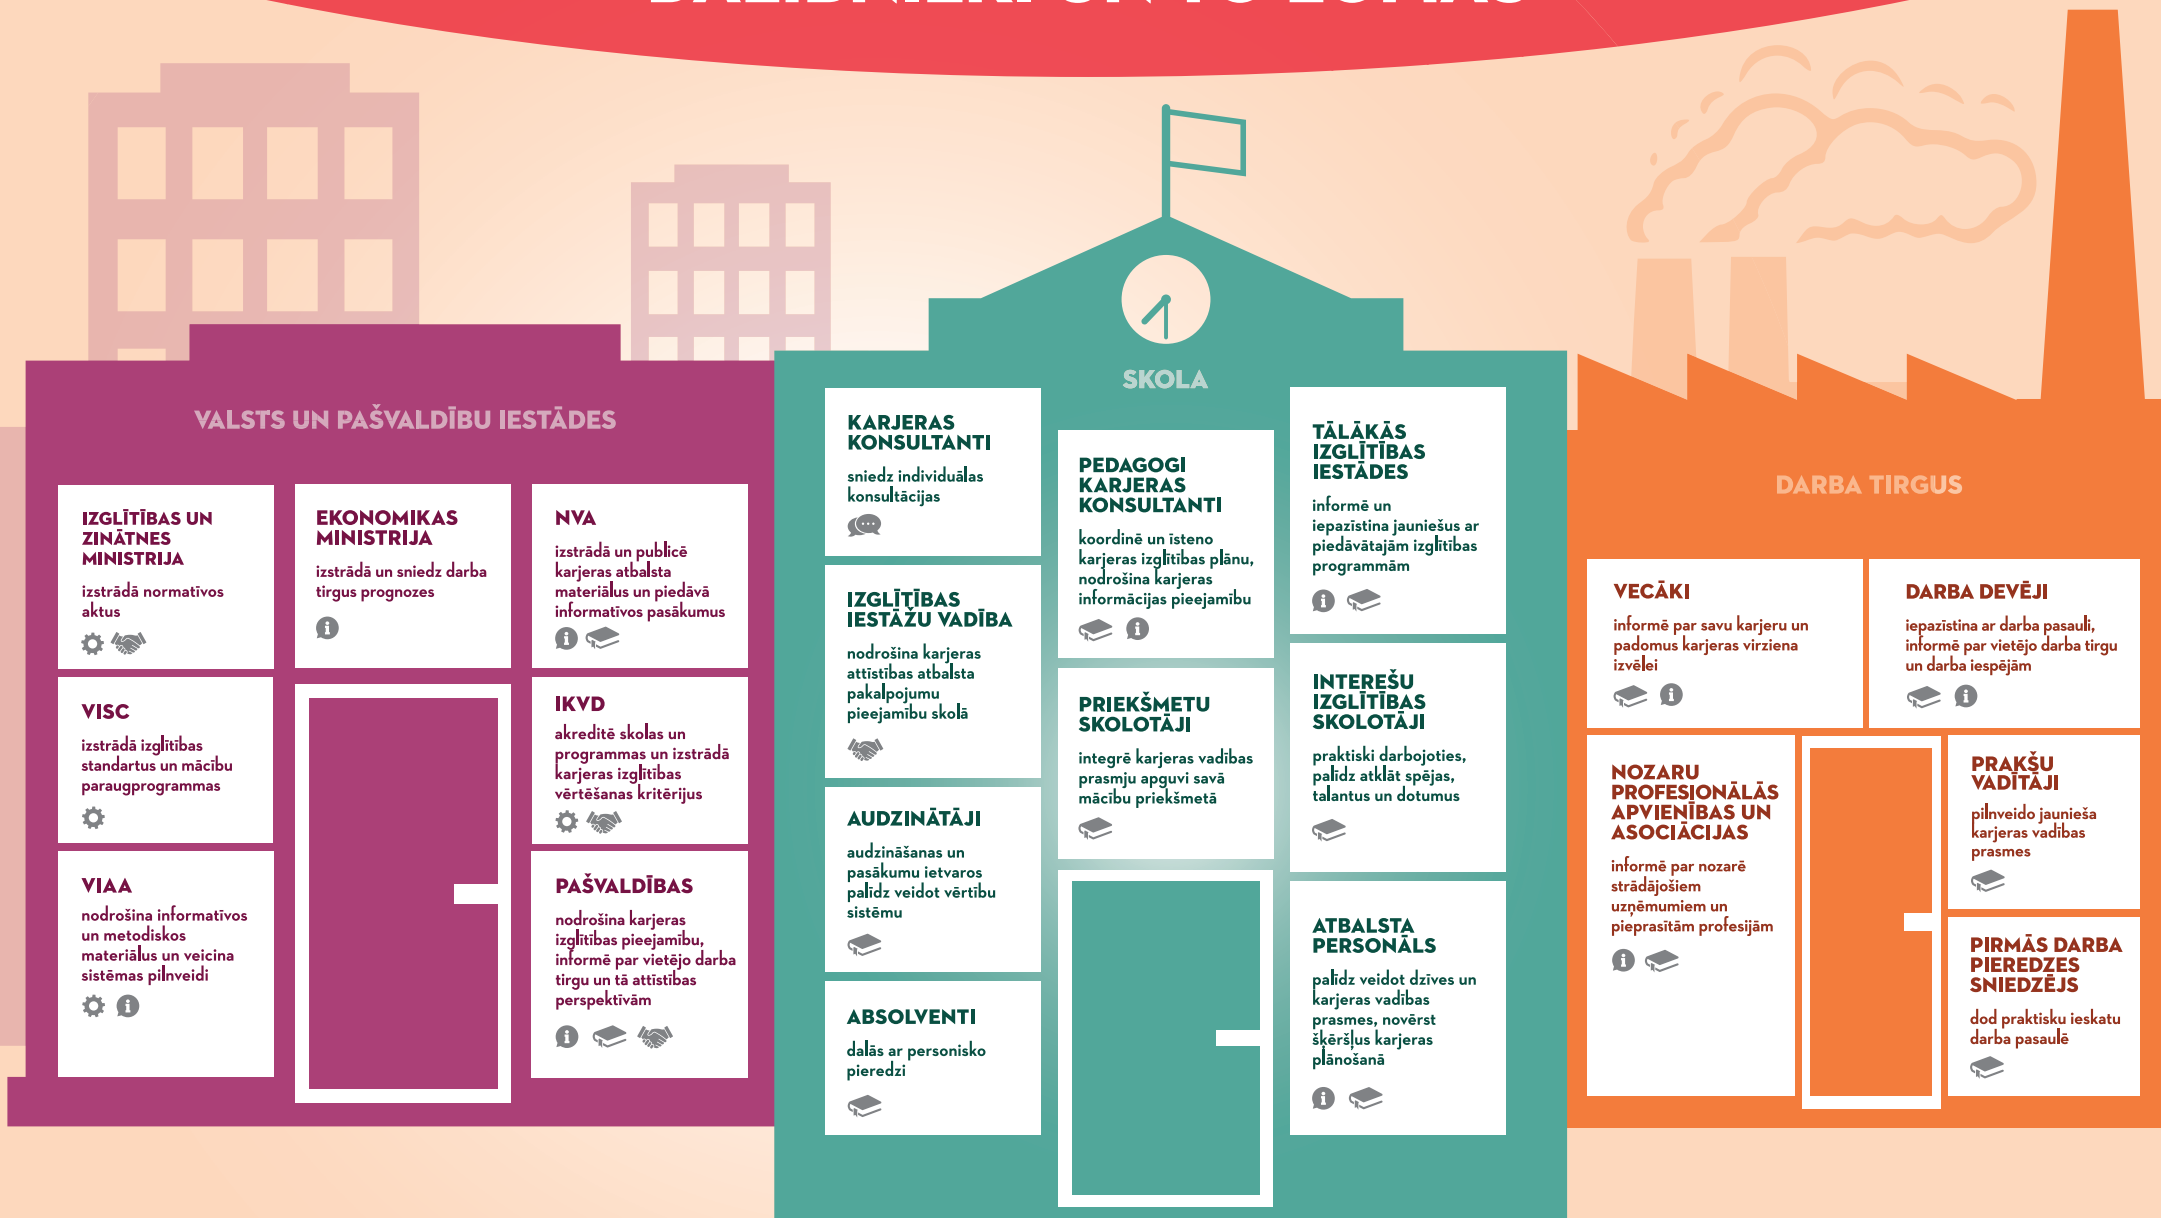 DALĪBNIEKI UN TO LOMAS
VALSTS UN PAŠVALDĪBU IESTĀDES
IZGLĪTĪBAS UN
ZINĀTNES
MINISTRIJA
izstrādā normatīvos
aktus
EKONOMIKAS
MINISTRIJA
izstrādā un sniedz darba
tirgus prognozes
NVA
izstrādā un publicē
karjeras atbalsta
materiālus un piedāvā
informatīvos pasākumus
VISC
izstrādā izglītības
standartus un mācību
paraugprogrammas
IKVD
akreditē skolas un
programmas un izstrādā
karjeras izglītības
vērtēšanas kritērijus
VIAA
nodrošina informatīvos
un metodiskos
materiālus un veicina
sistēmas pilnveidi
PAŠVALDĪBAS
nodrošina karjeras
izglītības pieejamību,
informē par vietējo darba
tirgu un tā attīstības
perspektīvām
SKOLA
KARJERAS
KONSULTANTI
sniedz individuālas
konsultācijas
IZGLĪTĪBAS
IESTĀŽU VADĪBA
nodrošina karjeras
attīstības atbalsta
pakalpojumu
pieejamību skolā
AUDZINĀTĀJI
audzināšanas un
pasākumu ietvaros
palīdz veidot vērtību
sistēmu
ABSOLVENTI
dalās ar personisko
pieredzi
PEDAGOGI
KARJERAS
KONSULTANTI
koordinē un īsteno
karjeras izglītības plānu,
nodrošina karjeras
informācijas pieejamību
PRIEKŠMETU
SKOLOTĀJI
integrē karjeras vadības
prasmju apguvi savā
mācību priekšmetā
TĀLĀKĀS
IZGLĪTĪBAS
IESTĀDES
informē un
iepazīstina jauniešus ar
piedāvātajām izglītības
programmām
INTEREŠU
IZGLĪTĪBAS
SKOLOTĀJI
praktiski darbojoties,
palīdz atklāt spējas,
talantus un dotumus
ATBALSTA
PERSONĀLS
palīdz veidot dzīves un
karjeras vadības
prasmes, novērst
šķēršļus karjeras
plānošanā
DARBA TIRGUS
VECĀKI
informē par savu karjeru un
padomus karjeras virziena
izvēlei
DARBA DEVĒJI
iepazīstina ar darba pasauli,
informē par vietējo darba tirgu
un darba iespējām
NOZARU
PROFESIONĀLĀS
APVIENĪBAS UN
ASOCIĀCIJAS
informē par nozarē
strādājošiem
uzņēmumiem un
pieprasītām profesijām
PRAKŠU
VADĪTĀJI
pilnveido jaunieša
karjeras vadības
prasmes
PIRMĀS DARBA
PIEREDZES
SNIEDZĒJS
dod praktisku ieskatu
darba pasaulē